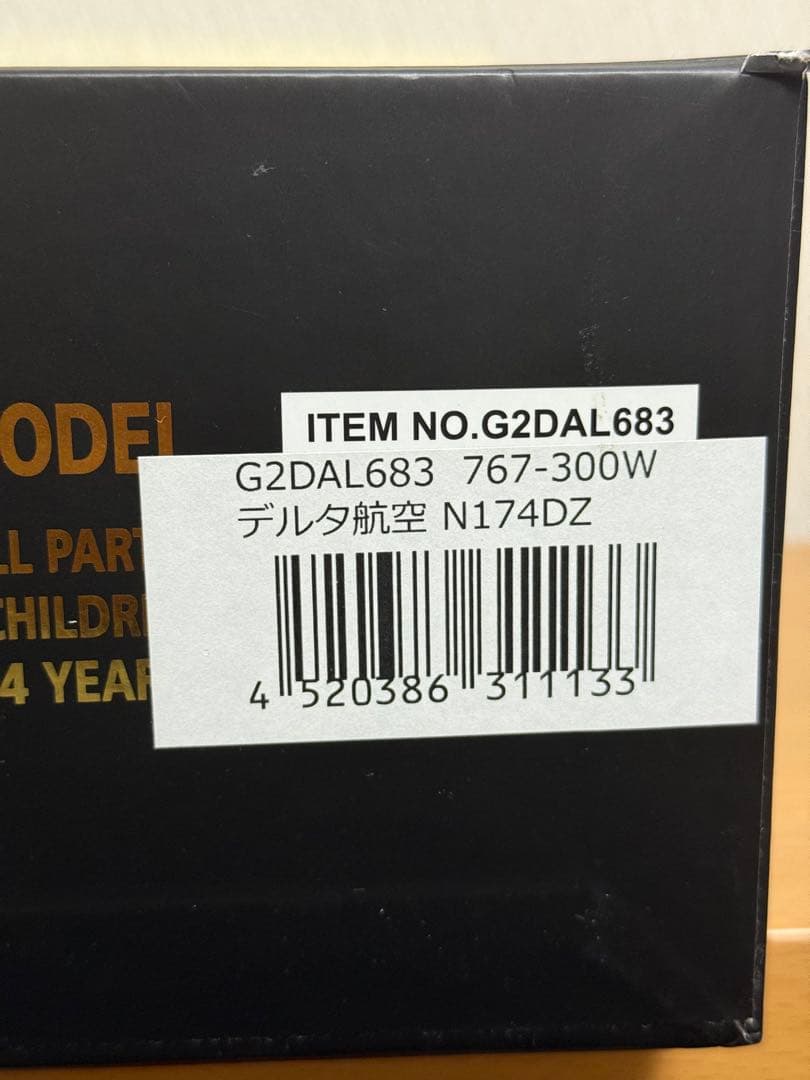 ODEL
ITEM NO.G2DAL683
G2DAL683 767-300W
デルタ航空 N174DZ
LL PART
CHILDRE
4 YEAR
4 520386 311133